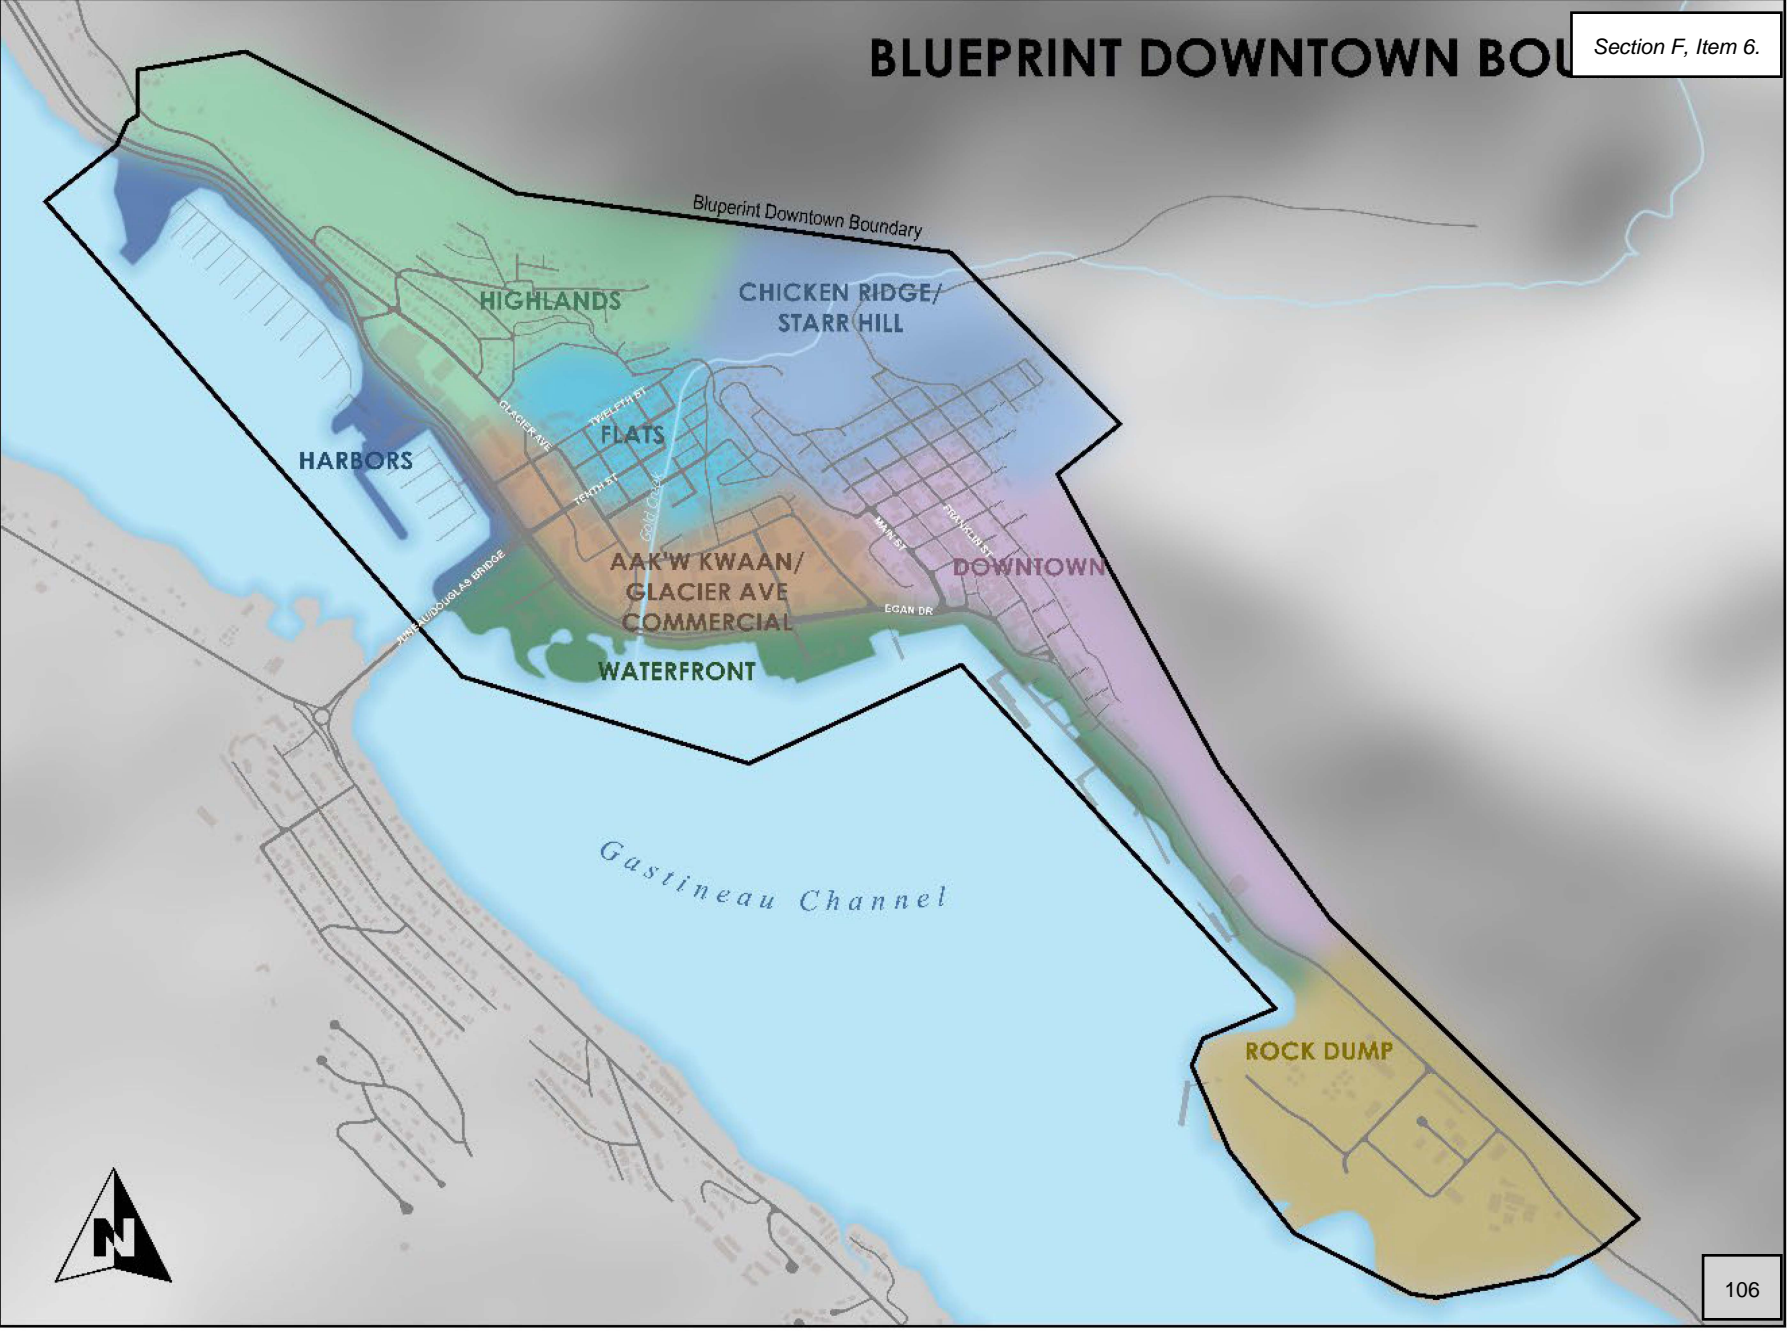 BLUEPRINT DOWNTOWN BOU
Section F, Item 6.
Bluperint Downtown Boundary
HIGHLANDS
CHICKEN RIDGE/
STARR HILL
TWELFTH ST
GLACIER AVE
FLATS
HARBORS
TENTH ST
Gold Creek
MAIN ST
FRANKLIN ST
JUNEAU/DOUGLAS BRIDGE
AAK'W KWAAN/
GLACIER AVE
COMMERCIAL
DOWNTOWN
EGAN DR
WATERFRONT
Gastineau Channel
ROCK DUMP
N
106